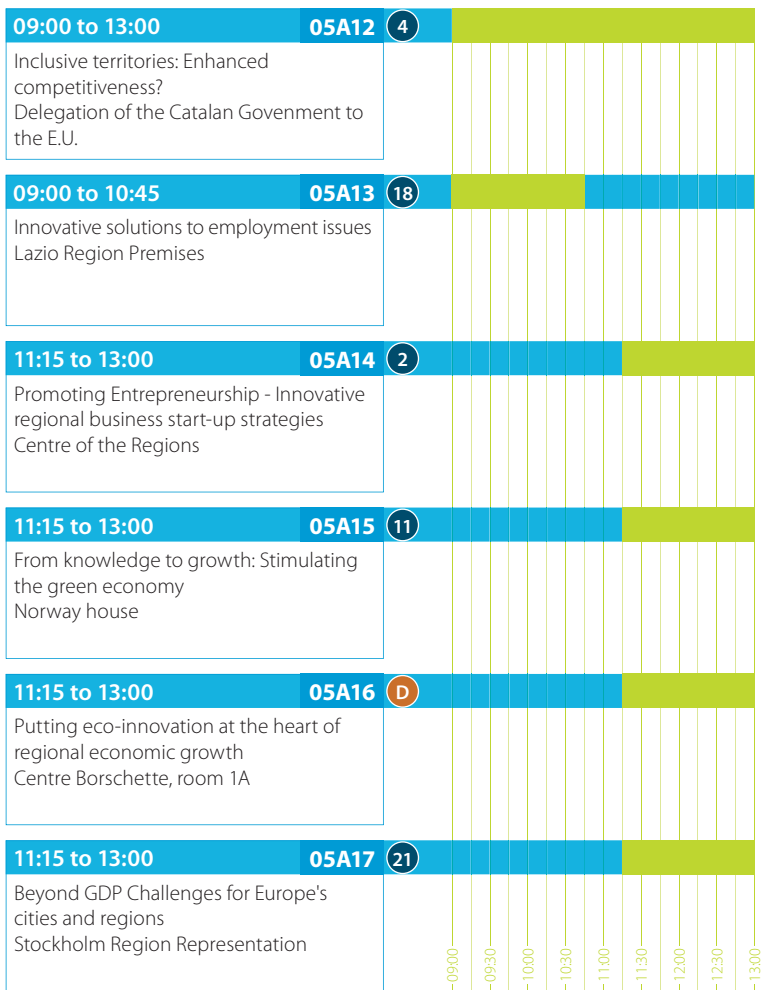 09:00 to 13:00 05A12 4
Inclusive territories: Enhanced
competitiveness?
Delegation of the Catalan Govenment to
the E.U.
09:00 to 10:45 05A13 18
Innovative solutions to employment issues
Lazio Region Premises
11:15 to 13:00 05A14 2
Promoting Entrepreneurship - Innovative
regional business start-up strategies
Centre of the Regions
11:15 to 13:00 05A15 11
From knowledge to growth: Stimulating
the green economy
Norway house
11:15 to 13:00 05A16 D
Putting eco-innovation at the heart of
regional economic growth
Centre Borschette, room 1A
11:15 to 13:00 05A17 21
Beyond GDP Challenges for Europe's
cities and regions
Stockholm Region Representation
09:00
09:30
10:00
10:30
11:00
11:30
12:00
12:30
13:00